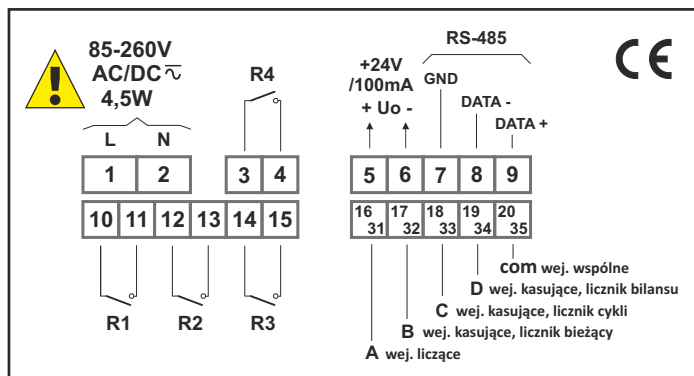 85-260V
AC/DC
4,5W
L N
R4
+24V
/100mA
+ Uo -
RS-485
GND
DATA -
DATA +
CE
1 2 3 4 5 6 7 8 9
10 11 12 13 14 15 16 31 17 32 18 33 19 34 20 35
R1 R2 R3
com wej. wspólne
D wej. kasujące, licznik bilansu
C wej. kasujące, licznik cykli
B wej. kasujące, licznik bieżący
A wej. liczące